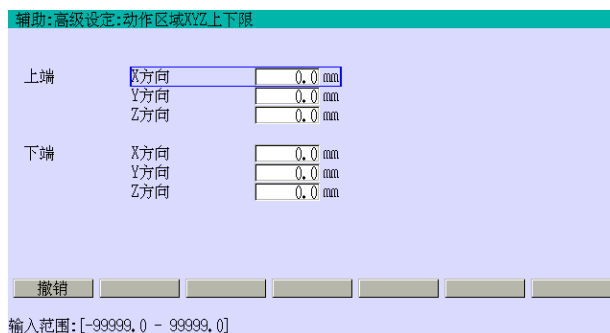 辅助:高级设定:动作区域XYZ上下限
上端 X方向 0.0 mm
Y方向 0.0 mm
Z方向 0.0 mm
下端 X方向 0.0 mm
Y方向 0.0 mm
Z方向 0.0 mm
撤销
输入范围:[-99999.0 - 99999.0]